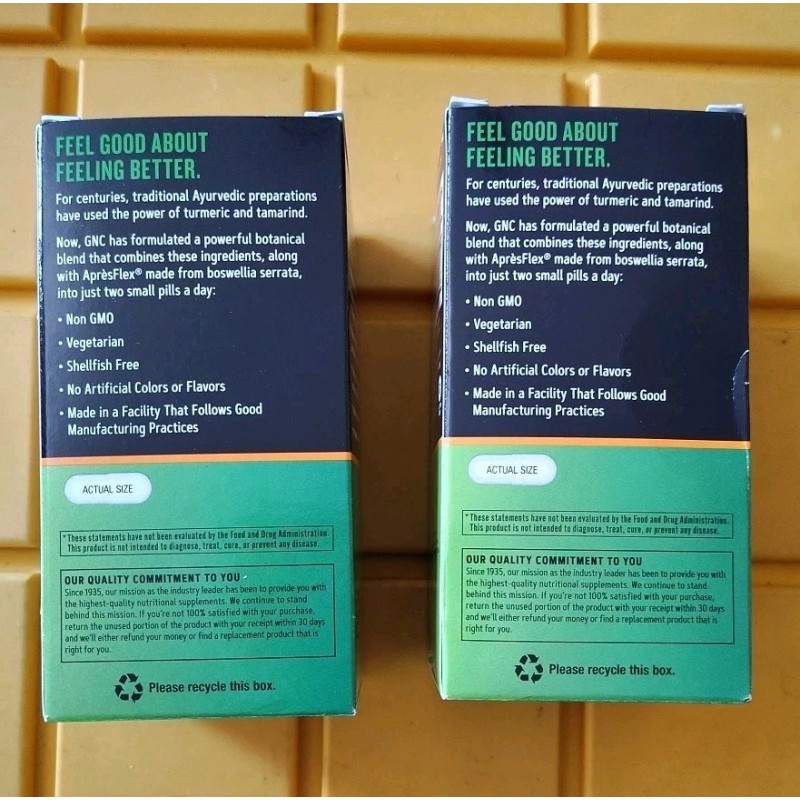 FEEL GOOD ABOUT
FEELING BETTER.
For centuries, traditional Ayurvedic preparations
have used the power of turmeric and tamarind.
Now, GNC has formulated a powerful botanical
blend that combines these ingredients, along
with AprèsFlex® made from boswellia serrata,
into just two small pills a day:
• Non GMO
• Vegetarian
• Shellfish Free
• No Artificial Colors or Flavors
• Made in a Facility That Follows Good
Manufacturing Practices
ACTUAL SIZE
*These statements have not been evaluated by the Food and Drug Administration.
This product is not intended to diagnose, treat, cure, or prevent any disease.
OUR QUALITY COMMITMENT TO YOU
Since 1935, our mission as the industry leader has been to provide you with
the highest-quality nutritional supplements. We continue to stand
behind this mission. If you're not 100% satisfied with your purchase,
return the unused portion of the product with your receipt within 30 days
and we'll either refund your money or find a replacement product that is
right for you.
Please recycle this box.
FEEL GOOD ABOUT
FEELING BETTER.
For centuries, traditional Ayurvedic preparations
have used the power of turmeric and tamarind.
Now, GNC has formulated a powerful botanical
blend that combines these ingredients, along
with AprèsFlex® made from boswellia serrata,
into just two small pills a day:
• Non GMO
• Vegetarian
• Shellfish Free
• No Artificial Colors or Flavors
• Made in a Facility That Follows Good
Manufacturing Practices
ACTUAL SIZE
*These statements have not been evaluated by the Food and Drug Administration.
This product is not intended to diagnose, treat, cure, or prevent any disease.
OUR QUALITY COMMITMENT TO YOU
Since 1935, our mission as the industry leader has been to provide you with
the highest-quality nutritional supplements. We continue to stand
behind this mission. If you're not 100% satisfied with your purchase,
return the unused portion of the product with your receipt within 30 days
and we'll either refund your money or find a replacement product that is
right for you.
Please recycle this box.